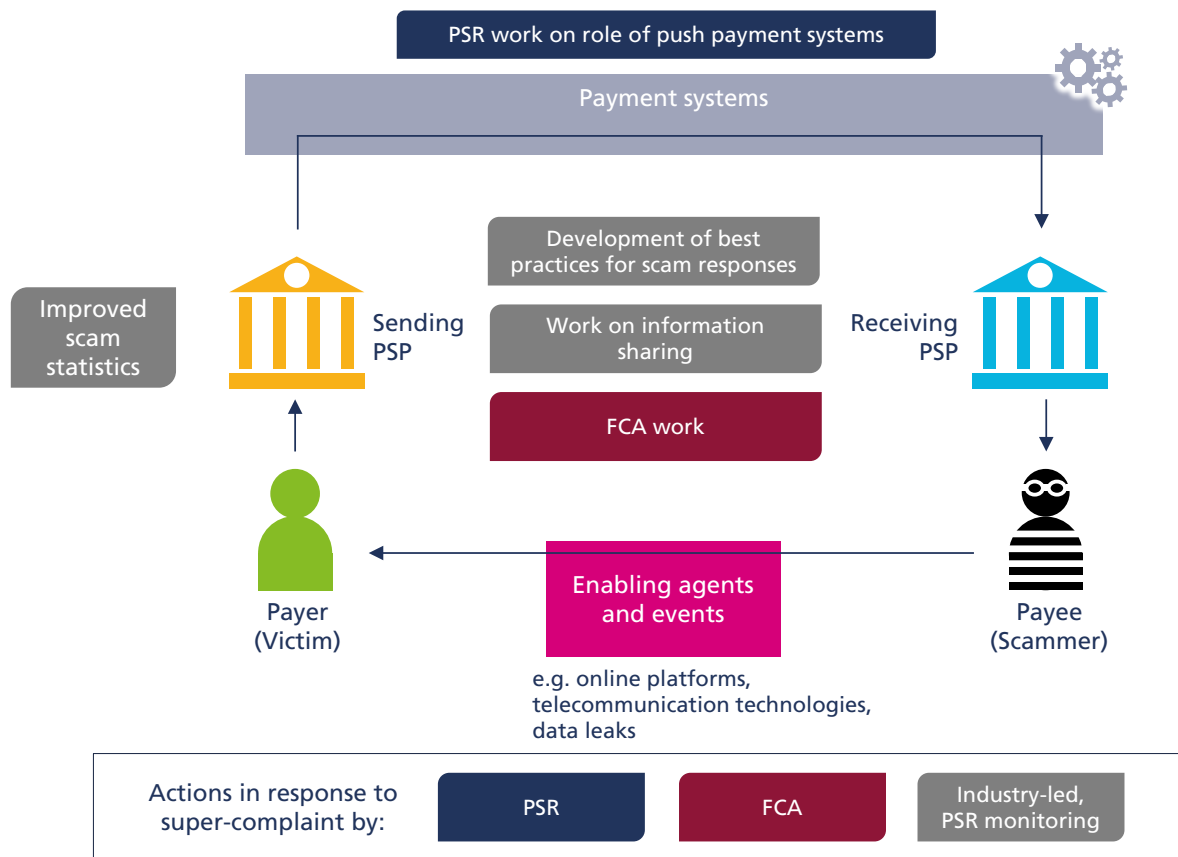 PSR work on role of push payment systems
Payment systems
Development of best
practices for scam responses
Improved
scam
statistics
Sending
PSP
Work on information
sharing
Receiving
PSP
FCA work
Enabling agents
and events
Payer
(Victim)
Payee
(Scammer)
e.g. online platforms,
telecommunication technologies,
data leaks
Actions in response to
super-complaint by:
PSR
FCA
Industry-led,
PSR monitoring